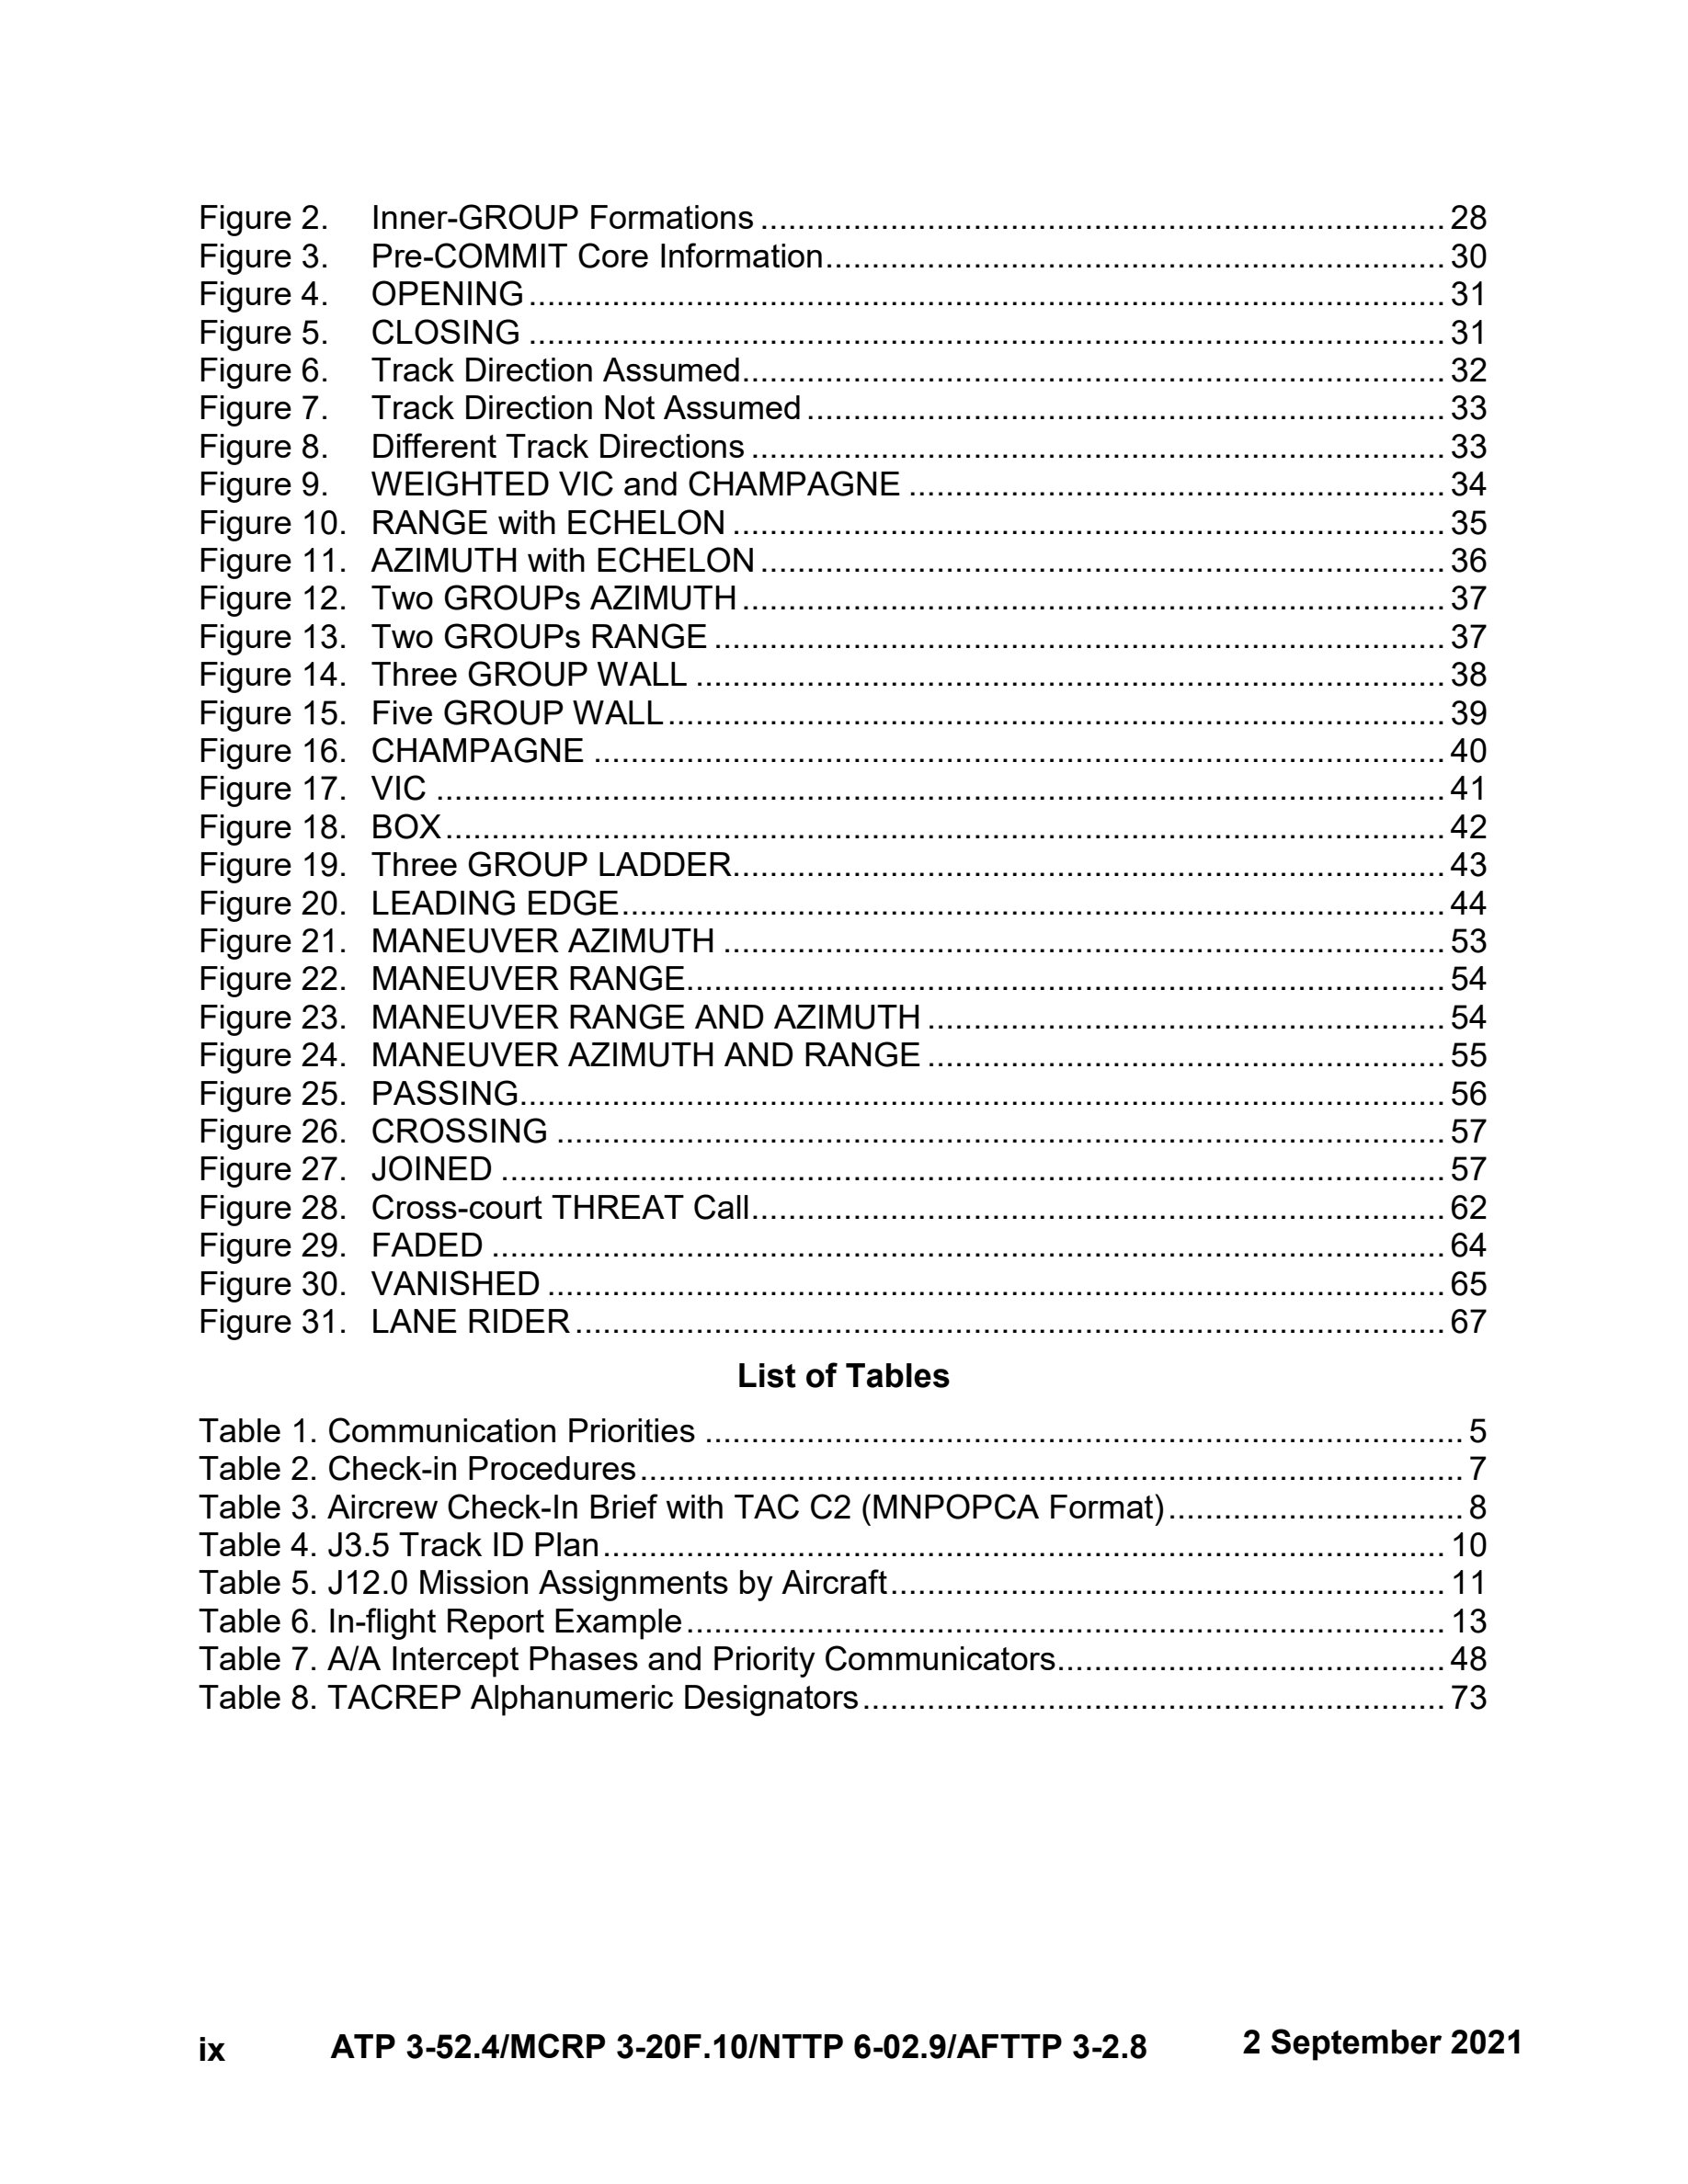 Figure 2. Inner-GROUP Formations ........ 28
Figure 3. Pre-COMMIT Core Information ........ 30
Figure 4. OPENING ........ 31
Figure 5. CLOSING ........ 31
Figure 6. Track Direction Assumed ........ 32
Figure 7. Track Direction Not Assumed ........ 33
Figure 8. Different Track Directions ........ 33
Figure 9. WEIGHTED VIC and CHAMPAGNE ........ 34
Figure 10. RANGE with ECHELON ........ 35
Figure 11. AZIMUTH with ECHELON ........ 36
Figure 12. Two GROUPs AZIMUTH ........ 37
Figure 13. Two GROUPs RANGE ........ 37
Figure 14. Three GROUP WALL ........ 38
Figure 15. Five GROUP WALL ........ 39
Figure 16. CHAMPAGNE ........ 40
Figure 17. VIC ........ 41
Figure 18. BOX ........ 42
Figure 19. Three GROUP LADDER ........ 43
Figure 20. LEADING EDGE ........ 44
Figure 21. MANEUVER AZIMUTH ........ 53
Figure 22. MANEUVER RANGE ........ 54
Figure 23. MANEUVER RANGE AND AZIMUTH ........ 54
Figure 24. MANEUVER AZIMUTH AND RANGE ........ 55
Figure 25. PASSING ........ 56
Figure 26. CROSSING ........ 57
Figure 27. JOINED ........ 57
Figure 28. Cross-court THREAT Call ........ 62
Figure 29. FADED ........ 64
Figure 30. VANISHED ........ 65
Figure 31. LANE RIDER ........ 67
List of Tables
Table 1. Communication Priorities ........ 5
Table 2. Check-in Procedures ........ 7
Table 3. Aircrew Check-In Brief with TAC C2 (MNPOPCA Format) ........ 8
Table 4. J3.5 Track ID Plan ........ 10
Table 5. J12.0 Mission Assignments by Aircraft ........ 11
Table 6. In-flight Report Example ........ 13
Table 7. A/A Intercept Phases and Priority Communicators ........ 48
Table 8. TACREP Alphanumeric Designators ........ 73
ix ATP 3-52.4/MCRP 3-20F.10/NTTP 6-02.9/AFTTP 3-2.8 2 September 2021